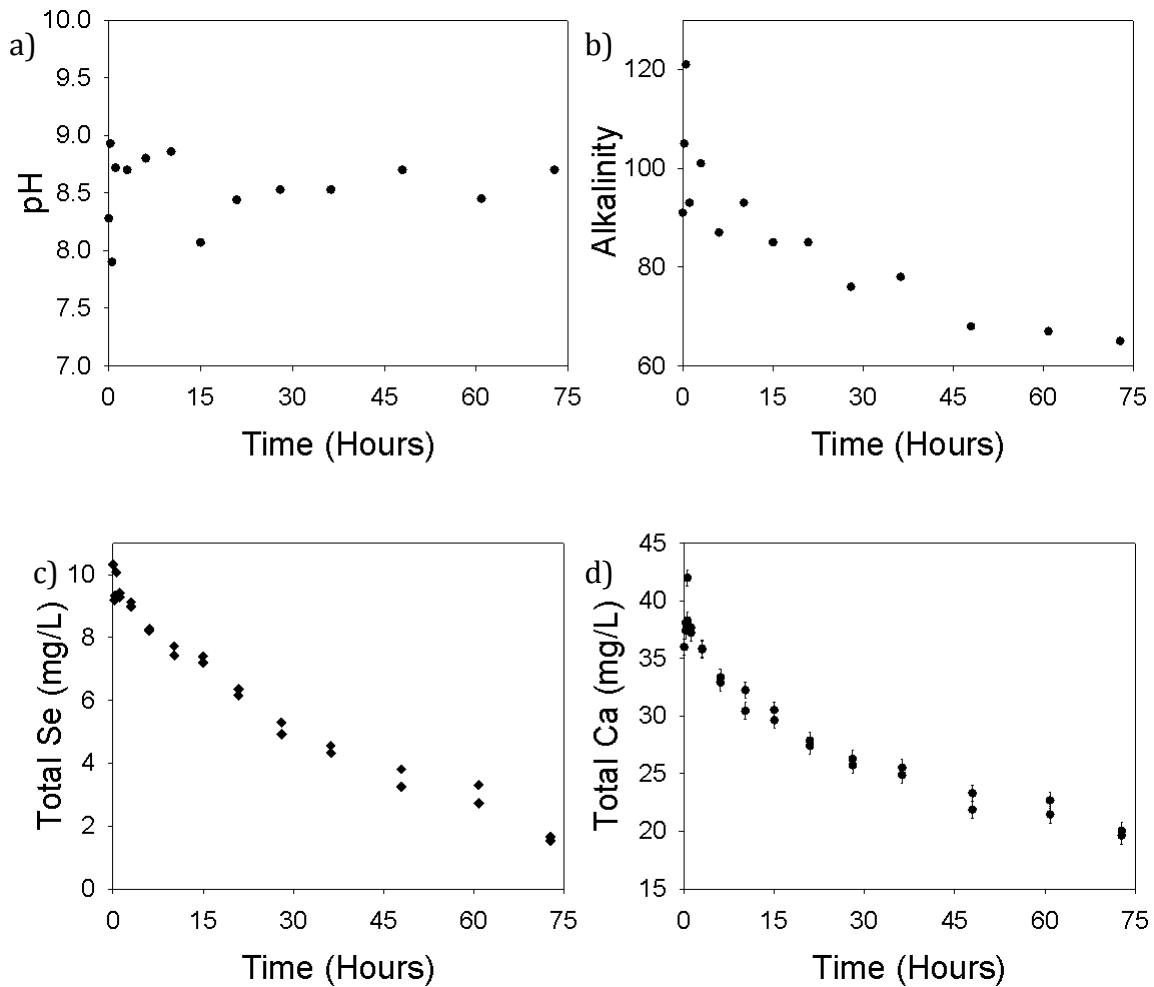 a)
10.0
9.5
9.0
8.5
8.0
7.5
7.0
pH
0 15 30 45 60 75
Time (Hours)
b)
120
100
80
60
Alkalinity
0 15 30 45 60 75
Time (Hours)
c)
10
8
6
4
2
0
Total Se (mg/L)
0 15 30 45 60 75
Time (Hours)
d)
45
40
35
30
25
20
15
Total Ca (mg/L)
0 15 30 45 60 75
Time (Hours)